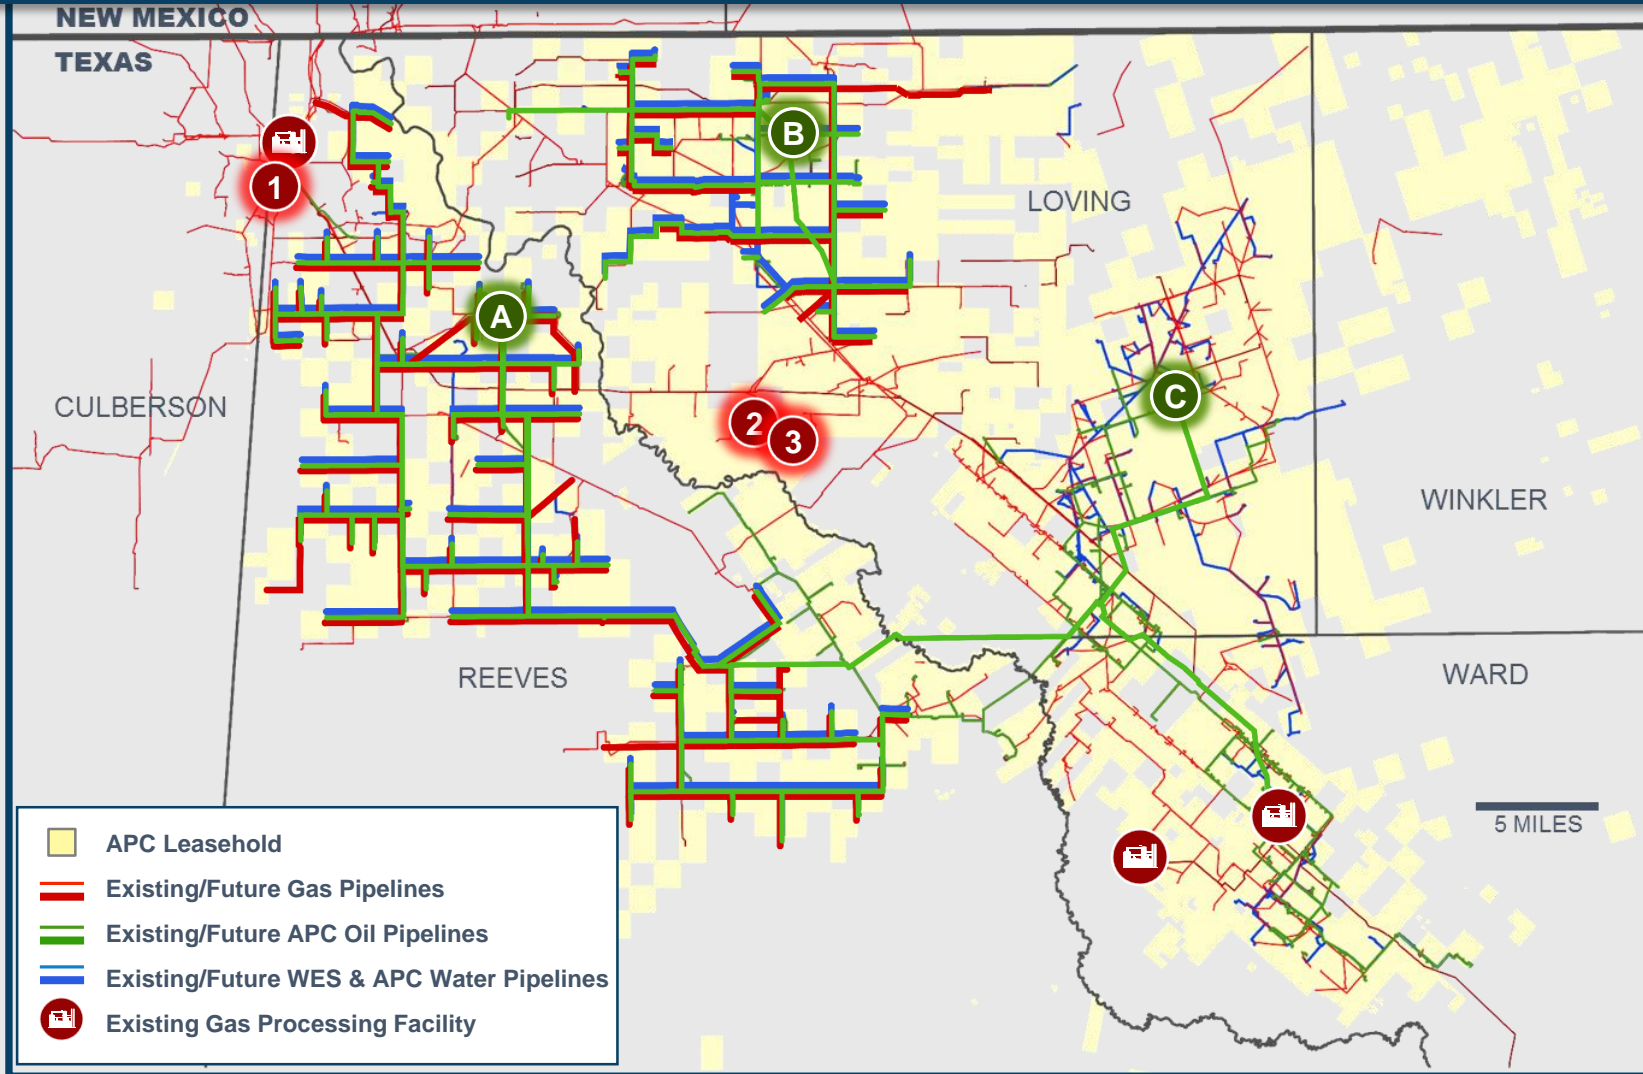 NEW MEXICO
TEXAS
B
1
LOVING
A
C
CULBERSON
2
3
WINKLER
REEVES
WARD
5 MILES
APC Leasehold
Existing/Future Gas Pipelines
Existing/Future APC Oil Pipelines
Existing/Future WES & APC Water Pipelines
Existing Gas Processing Facility